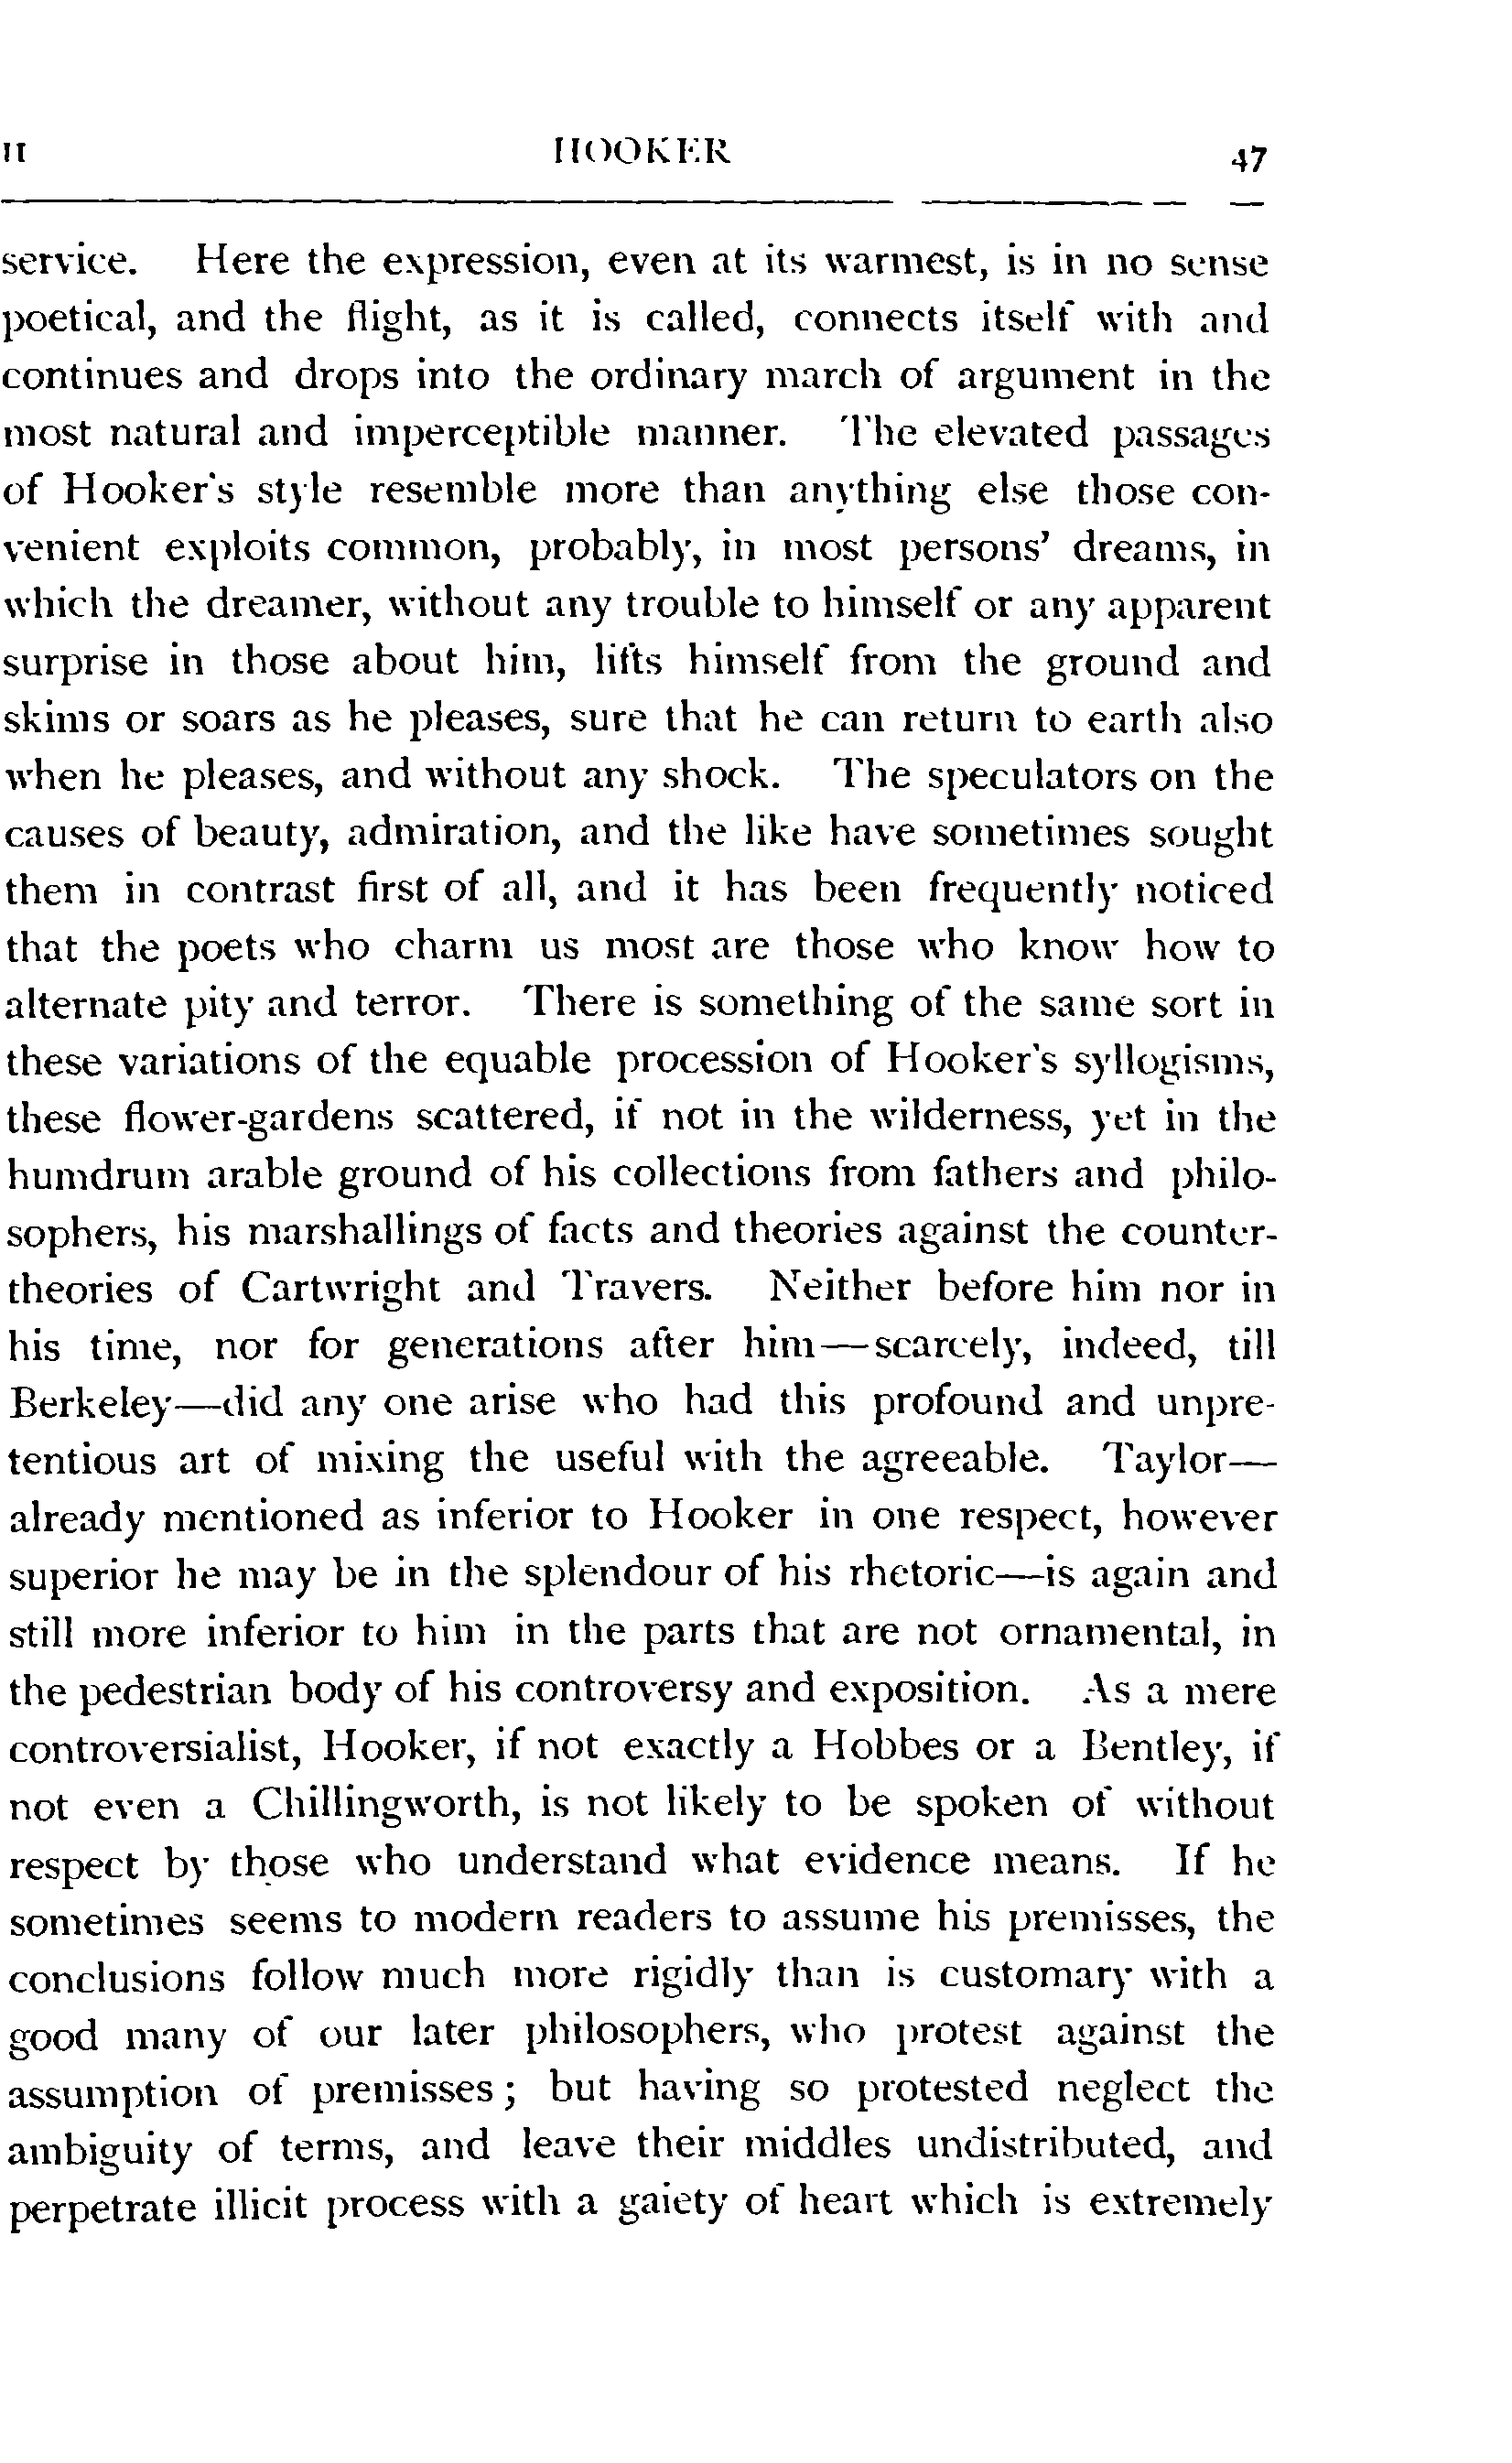 II HOOKER 47
service. Here the expression, even at its warmest, is in no sense
poetical, and the flight, as it is called, connects itself with and
continues and drops into the ordinary march of argument in the
most natural and imperceptible manner. The elevated passages
of Hooker's style resemble more than anything else those con-
venient exploits common, probably, in most persons' dreams, in
which the dreamer, without any trouble to himself or any apparent
surprise in those about him, lifts himself from the ground and
skims or soars as he pleases, sure that he can return to earth also
when he pleases, and without any shock. The speculators on the
causes of beauty, admiration, and the like have sometimes sought
them in contrast first of all, and it has been frequently noticed
that the poets who charm us most are those who know how to
alternate pity and terror. There is something of the same sort in
these variations of the equable procession of Hooker's syllogisms,
these flower-gardens scattered, if not in the wilderness, yet in the
humdrum arable ground of his collections from fathers and philo-
sophers, his marshallings of facts and theories against the counter-
theories of Cartwright and Travers. Neither before him nor in
his time, nor for generations after him—scarcely, indeed, till
Berkeley—did any one arise who had this profound and unpre-
tentious art of mixing the useful with the agreeable. Taylor—
already mentioned as inferior to Hooker in one respect, however
superior he may be in the splendour of his rhetoric—is again and
still more inferior to him in the parts that are not ornamental, in
the pedestrian body of his controversy and exposition. As a mere
controversialist, Hooker, if not exactly a Hobbes or a Bentley, if
not even a Chillingworth, is not likely to be spoken of without
respect by those who understand what evidence means. If he
sometimes seems to modern readers to assume his premisses, the
conclusions follow much more rigidly than is customary with a
good many of our later philosophers, who protest against the
assumption of premisses; but having so protested neglect the
ambiguity of terms, and leave their middles undistributed, and
perpetrate illicit process with a gaiety of heart which is extremely